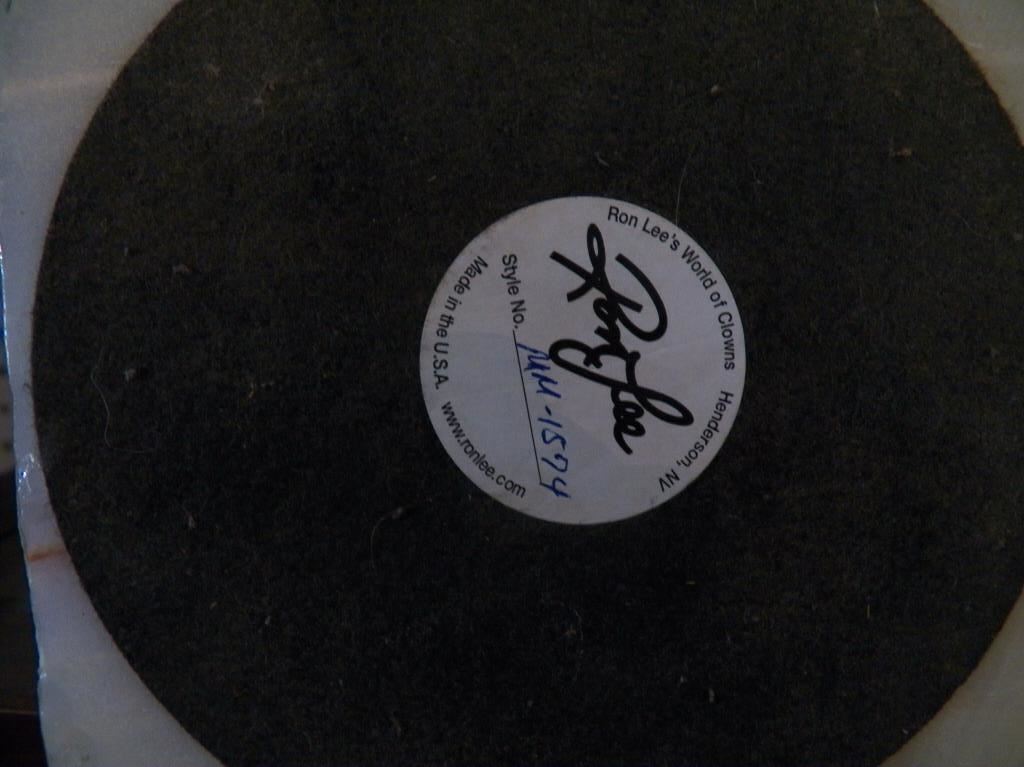 Ron Lee's World of Clowns Henderson, NV
Ron Lee
Style No. MM-1574
Made in the U.S.A. www.ronlee.com